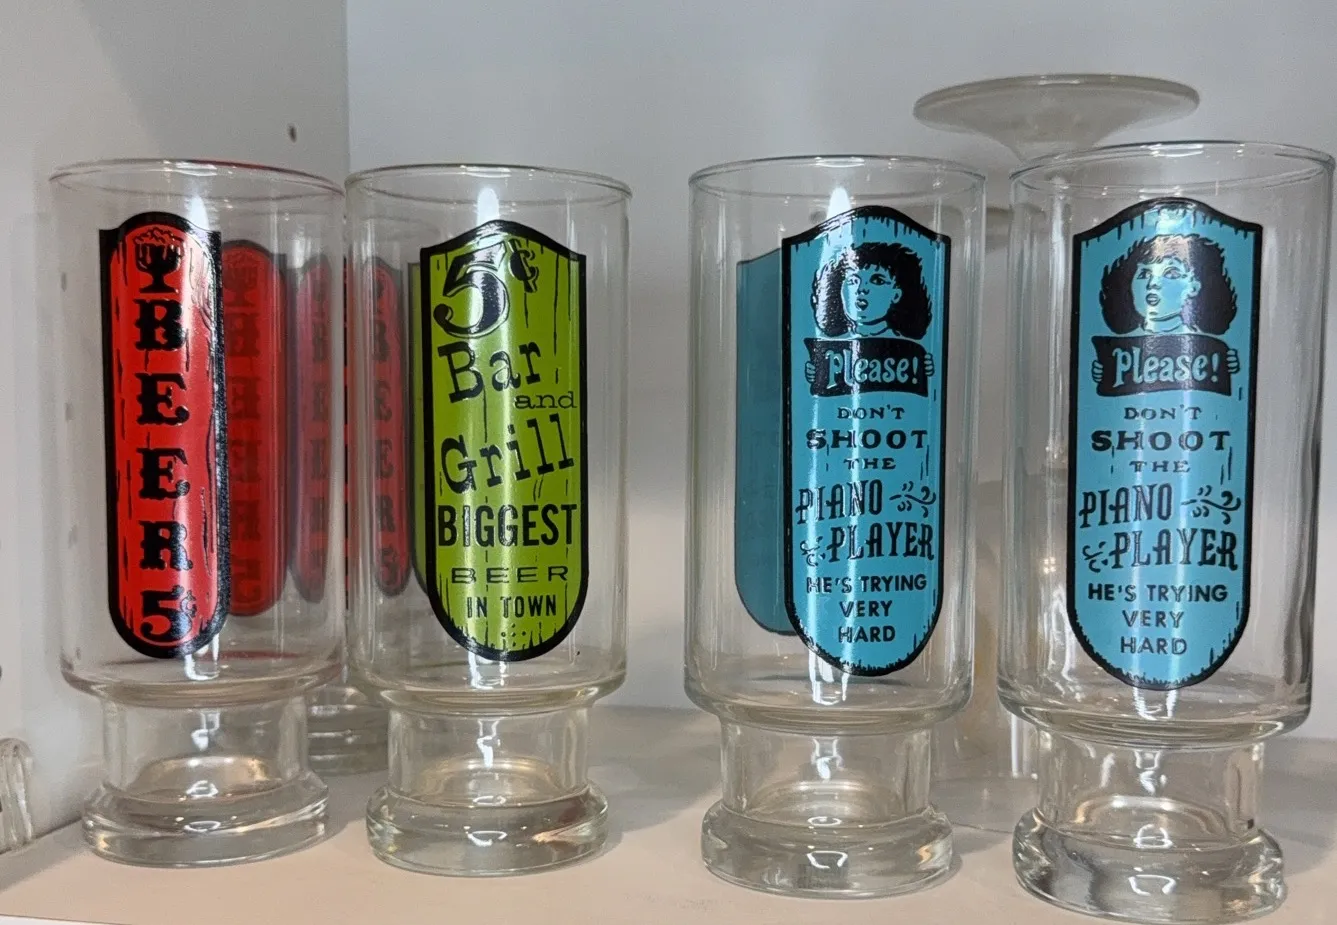 B
E
E
R
5¢
5¢
Bar
and
Grill
BIGGEST
BEER
IN TOWN
Please!
DON'T
SHOOT
THE
PIANO
PLAYER
HE'S TRYING
VERY
HARD
Please!
DON'T
SHOOT
THE
PIANO
PLAYER
HE'S TRYING
VERY
HARD